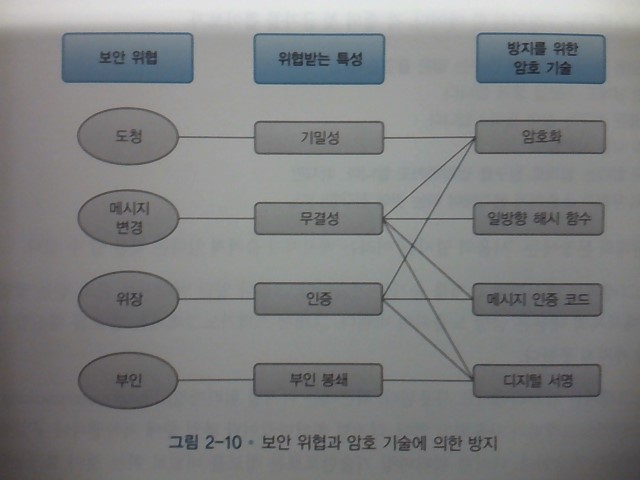 보안 위협
위협받는 특성
방지를 위한
암호 기술
도청
기밀성
암호화
메시지
변경
무결성
일방향 해시 함수
위장
인증
메시지 인증 코드
부인
부인 봉쇄
디지털 서명
그림 2-10 • 보안 위협과 암호 기술에 의한 방지